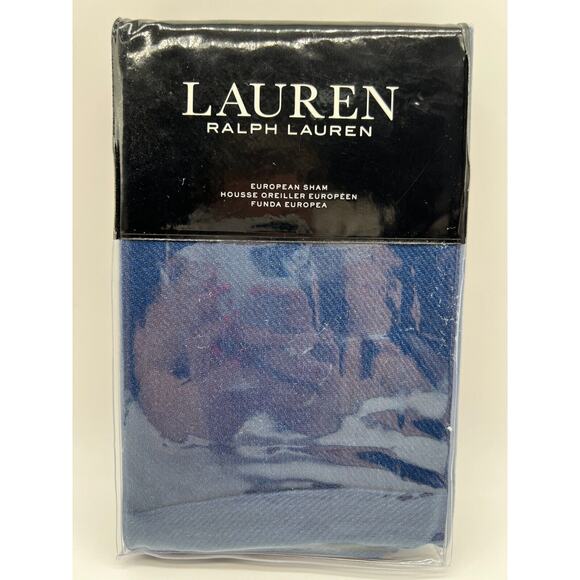 LAUREN
RALPH LAUREN
EUROPEAN SHAM
HOUSSE OREILLER EUROPÉEN
FUNDA EUROPEA